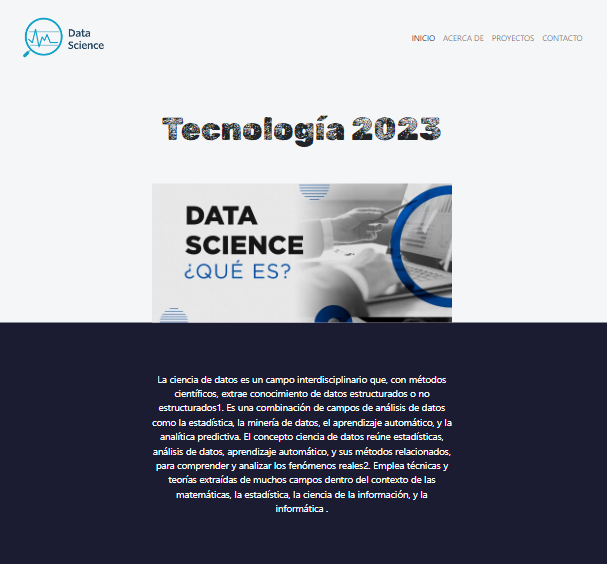 Data
Science
INICIO ACERCA DE PROYECTOS CONTACTO
Tecnología 2023
DATA
SCIENCE
¿QUÉ ES?
La ciencia de datos es un campo interdisciplinario que, con métodos
científicos, extrae conocimiento de datos estructurados o no
estructurados1. Es una combinación de campos de análisis de datos
como la estadística, la minería de datos, el aprendizaje automático, y la
analítica predictiva. El concepto ciencia de datos reúne estadísticas,
análisis de datos, aprendizaje automático, y sus métodos relacionados,
para comprender y analizar los fenómenos reales2. Emplea técnicas y
teorías extraídas de muchos campos dentro del contexto de las
matemáticas, la estadística, la ciencia de la información, y la
informática .